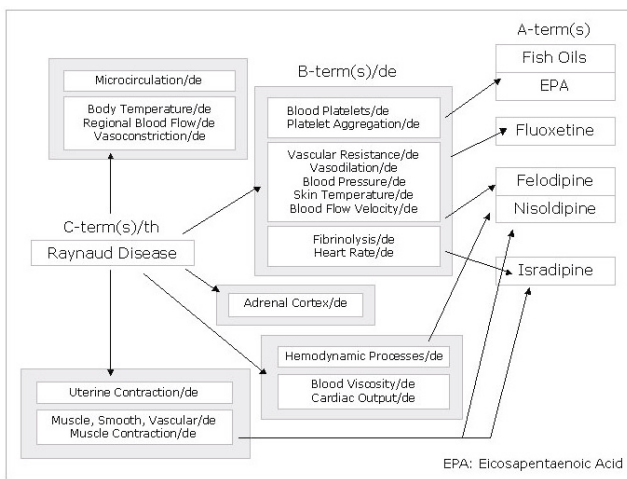 A-term(s)
Fish Oils
EPA
Fluoxetine
Felodipine
Nisoldipine
Isradipine
B-term(s)/de
Blood Platelets/de
Platelet Aggregation/de
Vascular Resistance/de
Vasodilation/de
Blood Pressure/de
Skin Temperature/de
Blood Flow Velocity/de
Fibrinolysis/de
Heart Rate/de
Microcirculation/de
Body Temperature/de
Regional Blood Flow/de
Vasoconstriction/de
C-term(s)/th
Raynaud Disease
Adrenal Cortex/de
Hemodynamic Processes/de
Blood Viscosity/de
Cardiac Output/de
Uterine Contraction/de
Muscle, Smooth, Vascular/de
Muscle Contraction/de
EPA: Eicosapentaenoic Acid